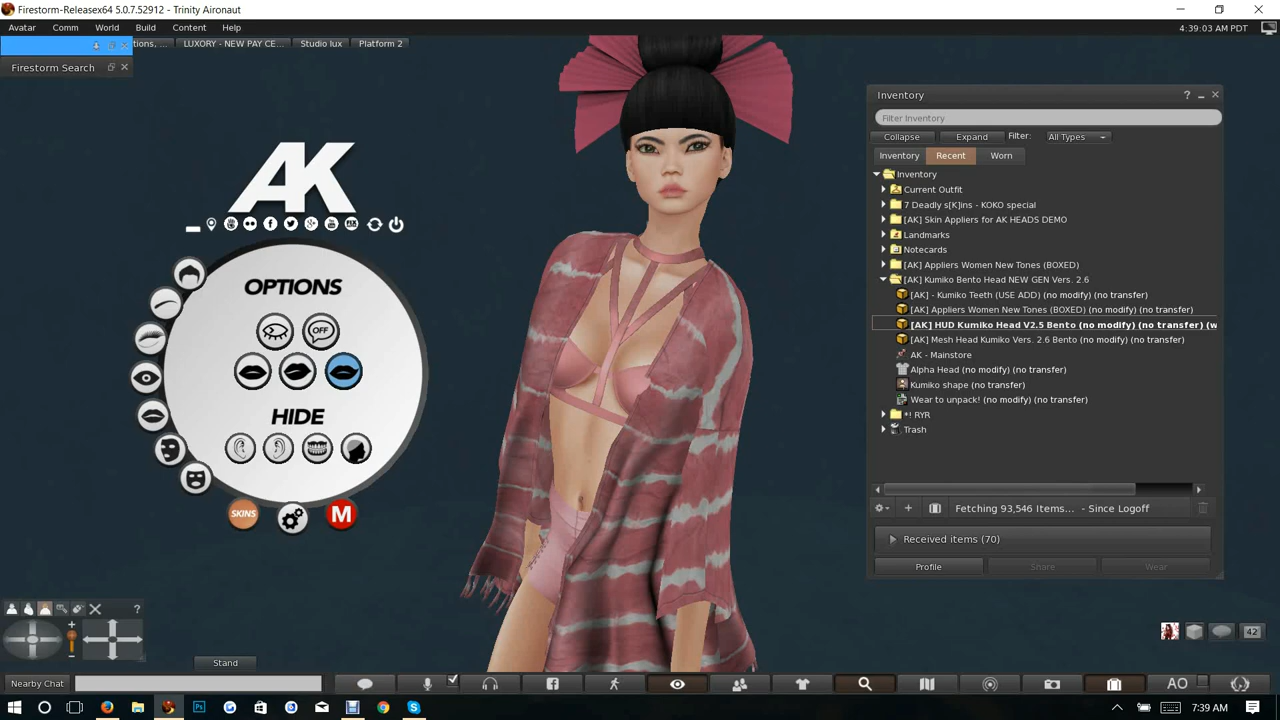 Firestorm-Releasex64 5.0.7.52912 - Trinity Aironaut
Avatar Comm World Build Content Help
4:39:03 AM PDT
tions, ... LUXORY - NEW PAY CE... Studio lux Platform 2
Firestorm Search
AK
OPTIONS
OFF
HIDE
SKINS
M
Inventory
Filter Inventory
Collapse Expand Filter: All Types
Inventory Recent Worn
Inventory
Current Outfit
7 Deadly s[K]ins - KOKO special
[AK] Skin Appliers for AK HEADS DEMO
Landmarks
Notecards
[AK] Appliers Women New Tones (BOXED)
[AK] Kumiko Bento Head NEW GEN Vers. 2.6
[AK] - Kumiko Teeth (USE ADD) (no modify) (no transfer)
[AK] Appliers Women New Tones (BOXED) (no modify) (no transfer)
[AK] HUD Kumiko Head V2.5 Bento (no modify) (no transfer) (w
[AK] Mesh Head Kumiko Vers. 2.6 Bento (no modify) (no transfer)
AK - Mainstore
Alpha Head (no modify) (no transfer)
Kumiko shape (no transfer)
Wear to unpack! (no modify) (no transfer)
*! RYR
Trash
Fetching 93,546 Items... - Since Logoff
Received items (70)
Profile Share Wear
42
Stand
Nearby Chat
AO
7:39 AM